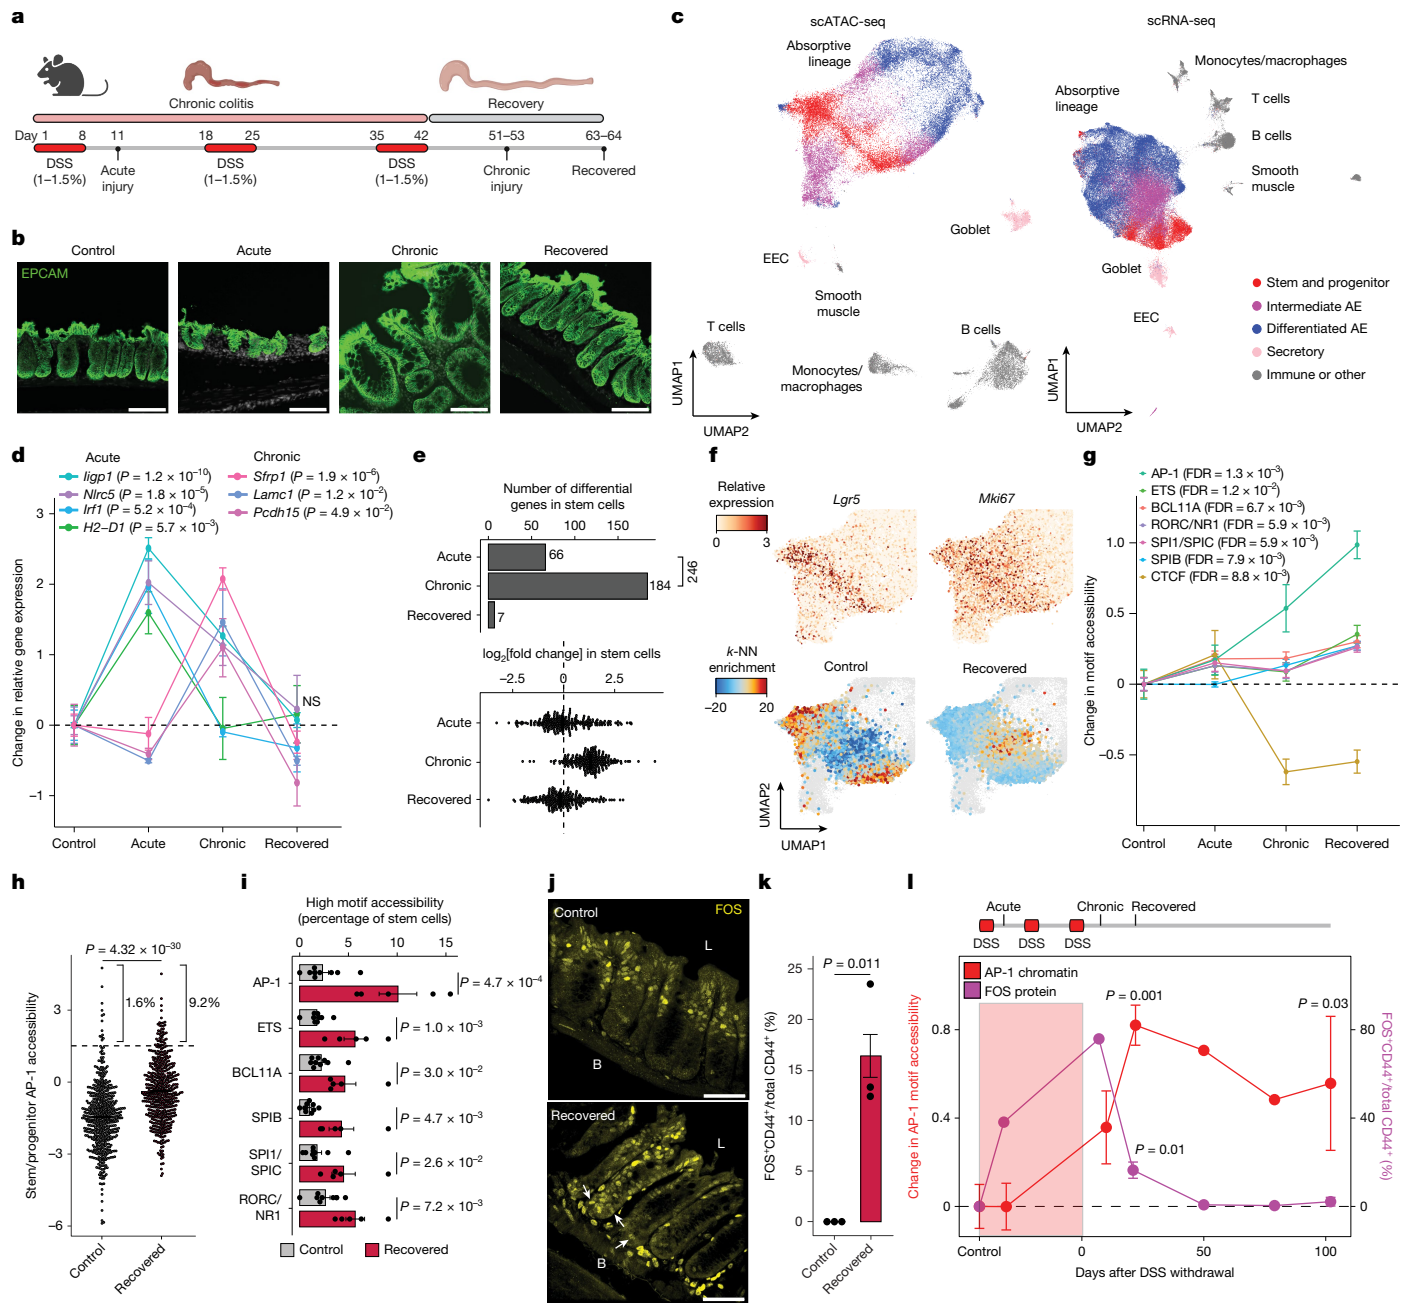 a
Chronic colitis
Recovery
Day 1 8 11 18 25 35 42 51–53 63–64
DSS
(1–1.5%)
Acute
injury
DSS
(1–1.5%)
DSS
(1–1.5%)
Chronic
injury
Recovered
b
Control Acute Chronic Recovered
EPCAM
c
scATAC-seq
scRNA-seq
Absorptive
lineage
Goblet
EEC
Smooth
muscle
T cells
Monocytes/
macrophages
B cells
UMAP1
UMAP2
Absorptive
lineage
Monocytes/macrophages
T cells
B cells
Smooth
muscle
Goblet
EEC
UMAP1
UMAP2
Stem and progenitor
Intermediate AE
Differentiated AE
Secretory
Immune or other
d
Acute
Iigp1 (P = 1.2 × 10⁻¹⁰)
Nlrc5 (P = 1.8 × 10⁻⁵)
Irf1 (P = 5.2 × 10⁻⁴)
H2–D1 (P = 5.7 × 10⁻³)
Chronic
Sfrp1 (P = 1.9 × 10⁻⁶)
Lamc1 (P = 1.2 × 10⁻²)
Pcdh15 (P = 4.9 × 10⁻²)
Change in relative gene expression
3
2
1
0
−1
NS
Control Acute Chronic Recovered
e
Number of differential
genes in stem cells
0 50 100 150
Acute 66
Chronic 184
Recovered 7
246
log₂[fold change] in stem cells
−2.5 0 2.5
Acute
Chronic
Recovered
f
Relative
expression
0 3
Lgr5
Mki67
k-NN
enrichment
−20 20
Control
Recovered
UMAP2
UMAP1
g
AP-1 (FDR = 1.3 × 10⁻³)
ETS (FDR = 1.2 × 10⁻²)
BCL11A (FDR = 6.7 × 10⁻³)
RORC/NR1 (FDR = 5.9 × 10⁻³)
SPI1/SPIC (FDR = 5.9 × 10⁻³)
SPIB (FDR = 7.9 × 10⁻³)
CTCF (FDR = 8.8 × 10⁻³)
Change in motif accessibility
1.0
0.5
0
−0.5
Control Acute Chronic Recovered
h
P = 4.32 × 10⁻³⁰
1.6%
9.2%
Stem/progenitor AP-1 accessibility
3
0
−3
−6
Control
Recovered
i
High motif accessibility
(percentage of stem cells)
0 5 10 15
AP-1
P = 4.7 × 10⁻⁴
ETS
P = 1.0 × 10⁻³
BCL11A
P = 3.0 × 10⁻²
SPIB
P = 4.7 × 10⁻³
SPI1/
SPIC
P = 2.6 × 10⁻²
RORC/
NR1
P = 7.2 × 10⁻³
Control Recovered
j
Control
FOS
L
B
Recovered
L
B
k
P = 0.011
FOS⁺CD44⁺/total CD44⁺ (%)
25
20
15
10
5
0
Control
Recovered
l
Acute
Chronic Recovered
DSS DSS DSS
AP-1 chromatin
FOS protein
P = 0.001
P = 0.03
P = 0.01
Change in AP-1 motif accessibility
0.8
0.4
0
FOS⁺CD44⁺/total CD44⁺ (%)
80
40
0
Control 0 50 100
Days after DSS withdrawal